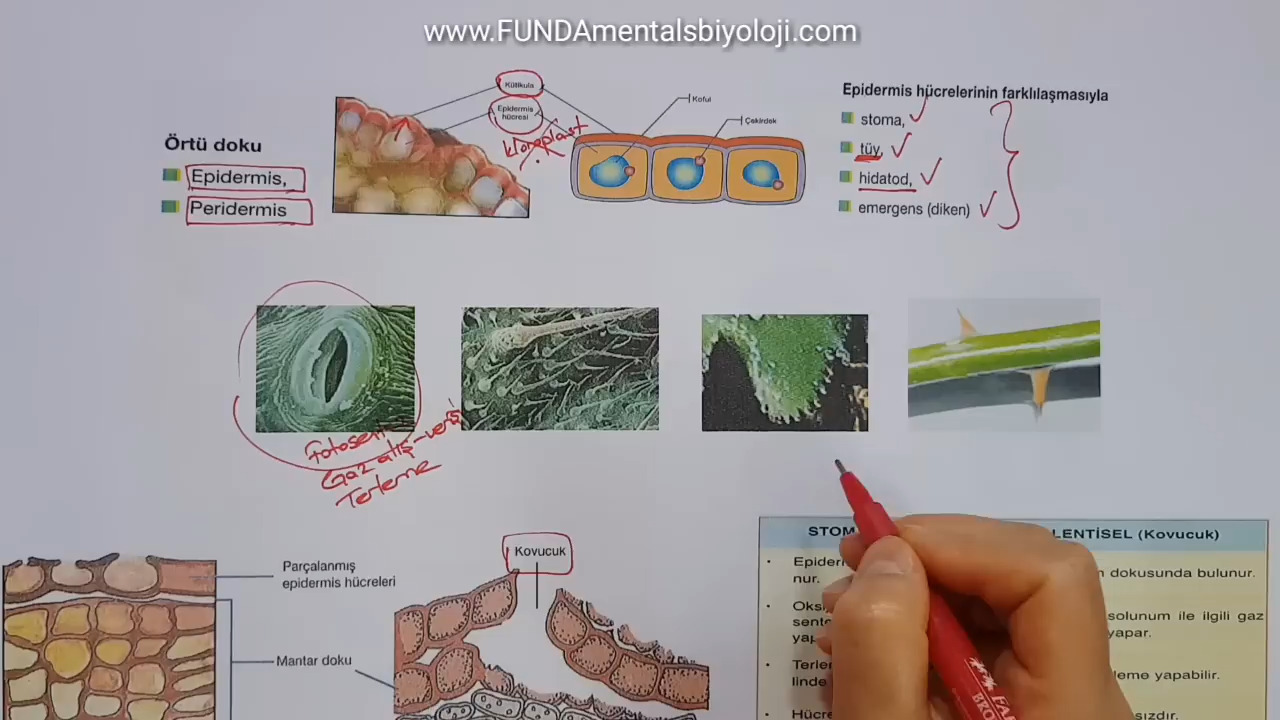 www.FUNDAmentalsbiyoloji.com
Örtü doku
Epidermis,
Peridermis
Kütikula
Epidermis
hücresi
kloroplast
Koful
Çekirdek
Epidermis hücrelerinin farklılaşmasıyla
stoma,
tüy,
hidatod,
emergens (diken)
Gaz alış-veriş
Terleme
Parçalanmış
epidermis hücreleri
Mantar doku
Kovucuk
STOM
LENTİSEL (Kovucuk)
nur.
dokusunda bulunur.
solunum ile ilgili gaz
yapar.
leme yapabilir.
linde
sızdır.